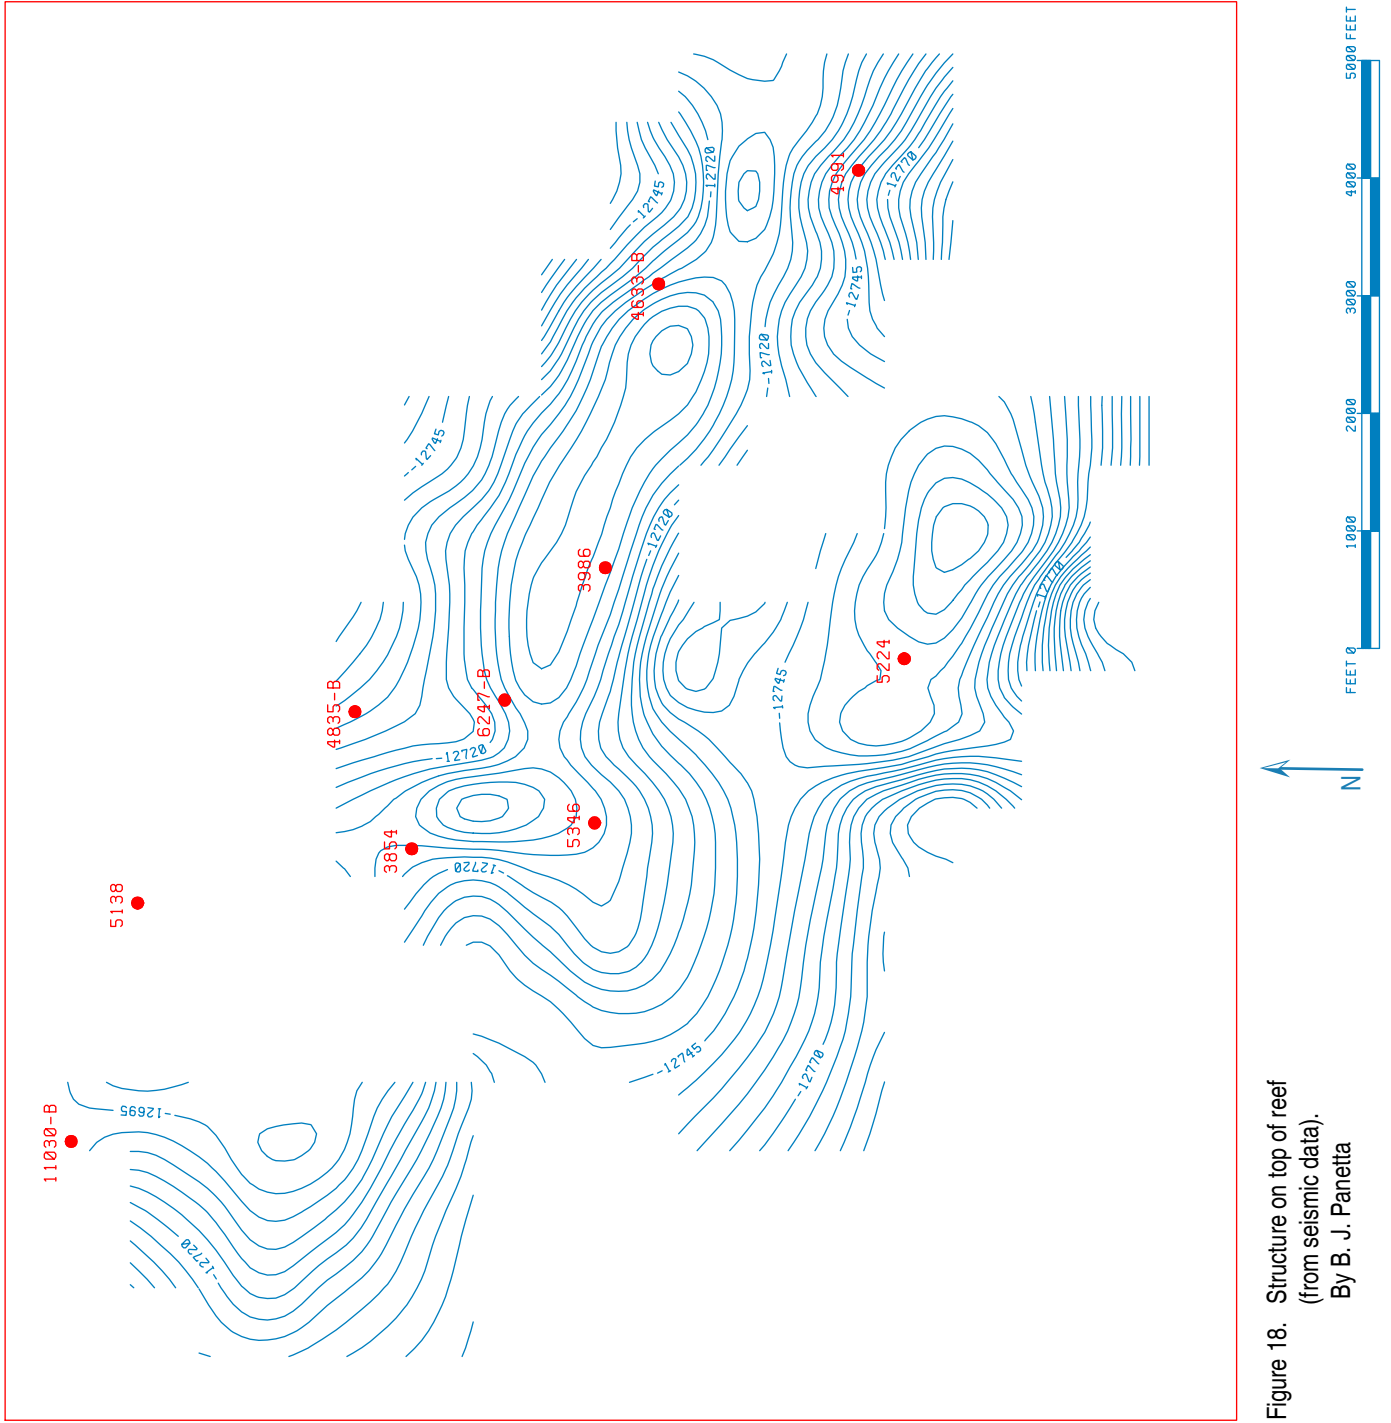 11030-B
5138
4835-B
3854
6247-B
5346
3986
4633-B
4991
5224
--12695
--12720
--12720
--12720
--12720
--12720
--12720
--12745
--12745
--12745
--12745
--12745
--12770
--12770
--12770
N
FEET 0 1000 2000 3000 4000 5000 FEET
Figure 18. Structure on top of reef
(from seismic data).
By B. J. Panetta